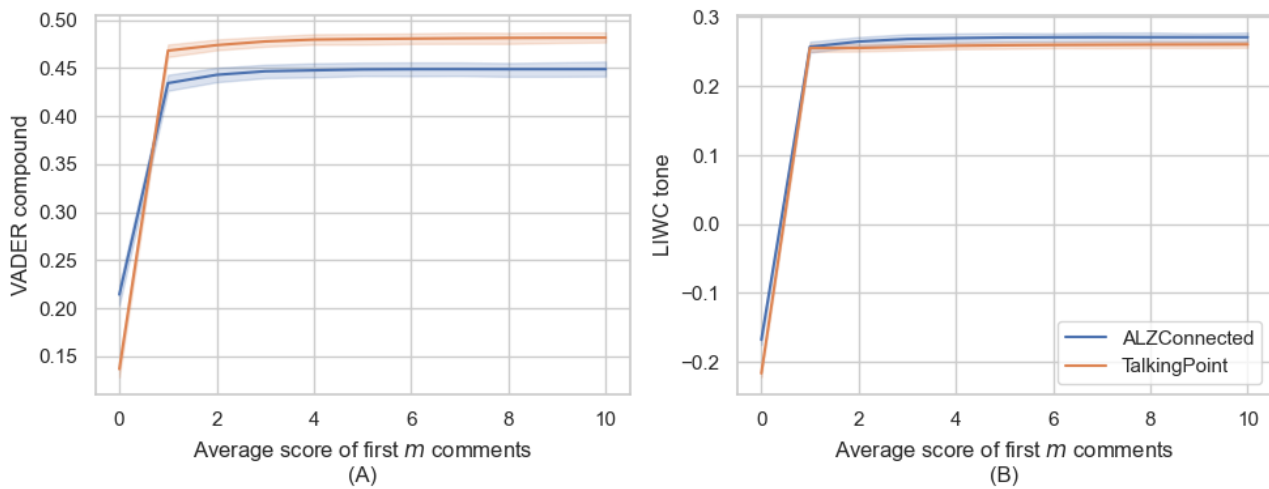 0.50
0.45
0.40
0.35
0.30
0.25
0.20
0.15
VADER compound
0 2 4 6 8 10
Average score of first m comments
(A)
0.3
0.2
0.1
0.0
−0.1
−0.2
LIWC tone
ALZConnected
TalkingPoint
0 2 4 6 8 10
Average score of first m comments
(B)